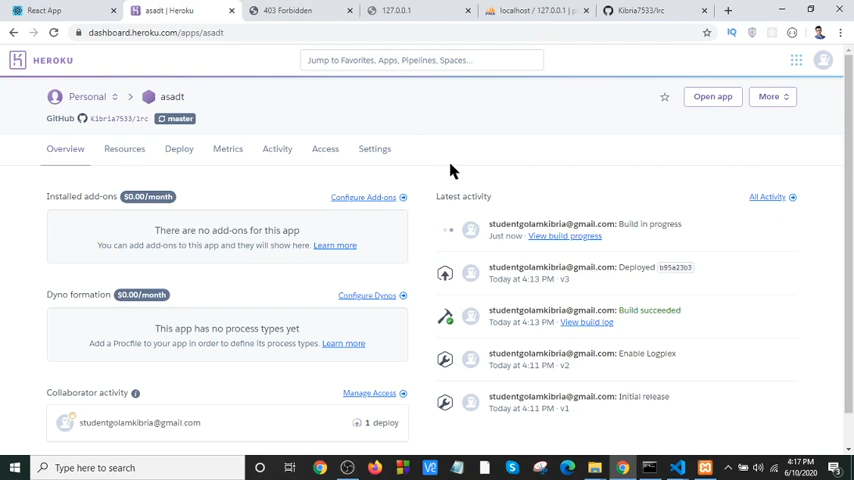 React App
asadt | Heroku
403 Forbidden
127.0.0.1
localhost / 127.0.0.1 | p
Kibria7533/lrc
dashboard.heroku.com/apps/asadt
HEROKU
Jump to Favorites, Apps, Pipelines, Spaces...
Personal
asadt
Open app
More
GitHub
Kibria7533/lrc
master
Overview
Resources
Deploy
Metrics
Activity
Access
Settings
Installed add-ons $0.00/month
Configure Add-ons
There are no add-ons for this app
You can add add-ons to this app and they will show here. Learn more
Dyno formation $0.00/month
Configure Dynos
This app has no process types yet
Add a Procfile to your app in order to define its process types. Learn more
Collaborator activity
Manage Access
studentgolamkibria@gmail.com
1 deploy
Latest activity
All Activity
studentgolamkibria@gmail.com: Build in progress
Just now · View build progress
studentgolamkibria@gmail.com: Deployed b95a23b3
Today at 4:13 PM · v3
studentgolamkibria@gmail.com: Build succeeded
Today at 4:13 PM · View build log
studentgolamkibria@gmail.com: Enable Logplex
Today at 4:11 PM · v2
studentgolamkibria@gmail.com: Initial release
Today at 4:11 PM · v1
Type here to search
4:17 PM
6/10/2020